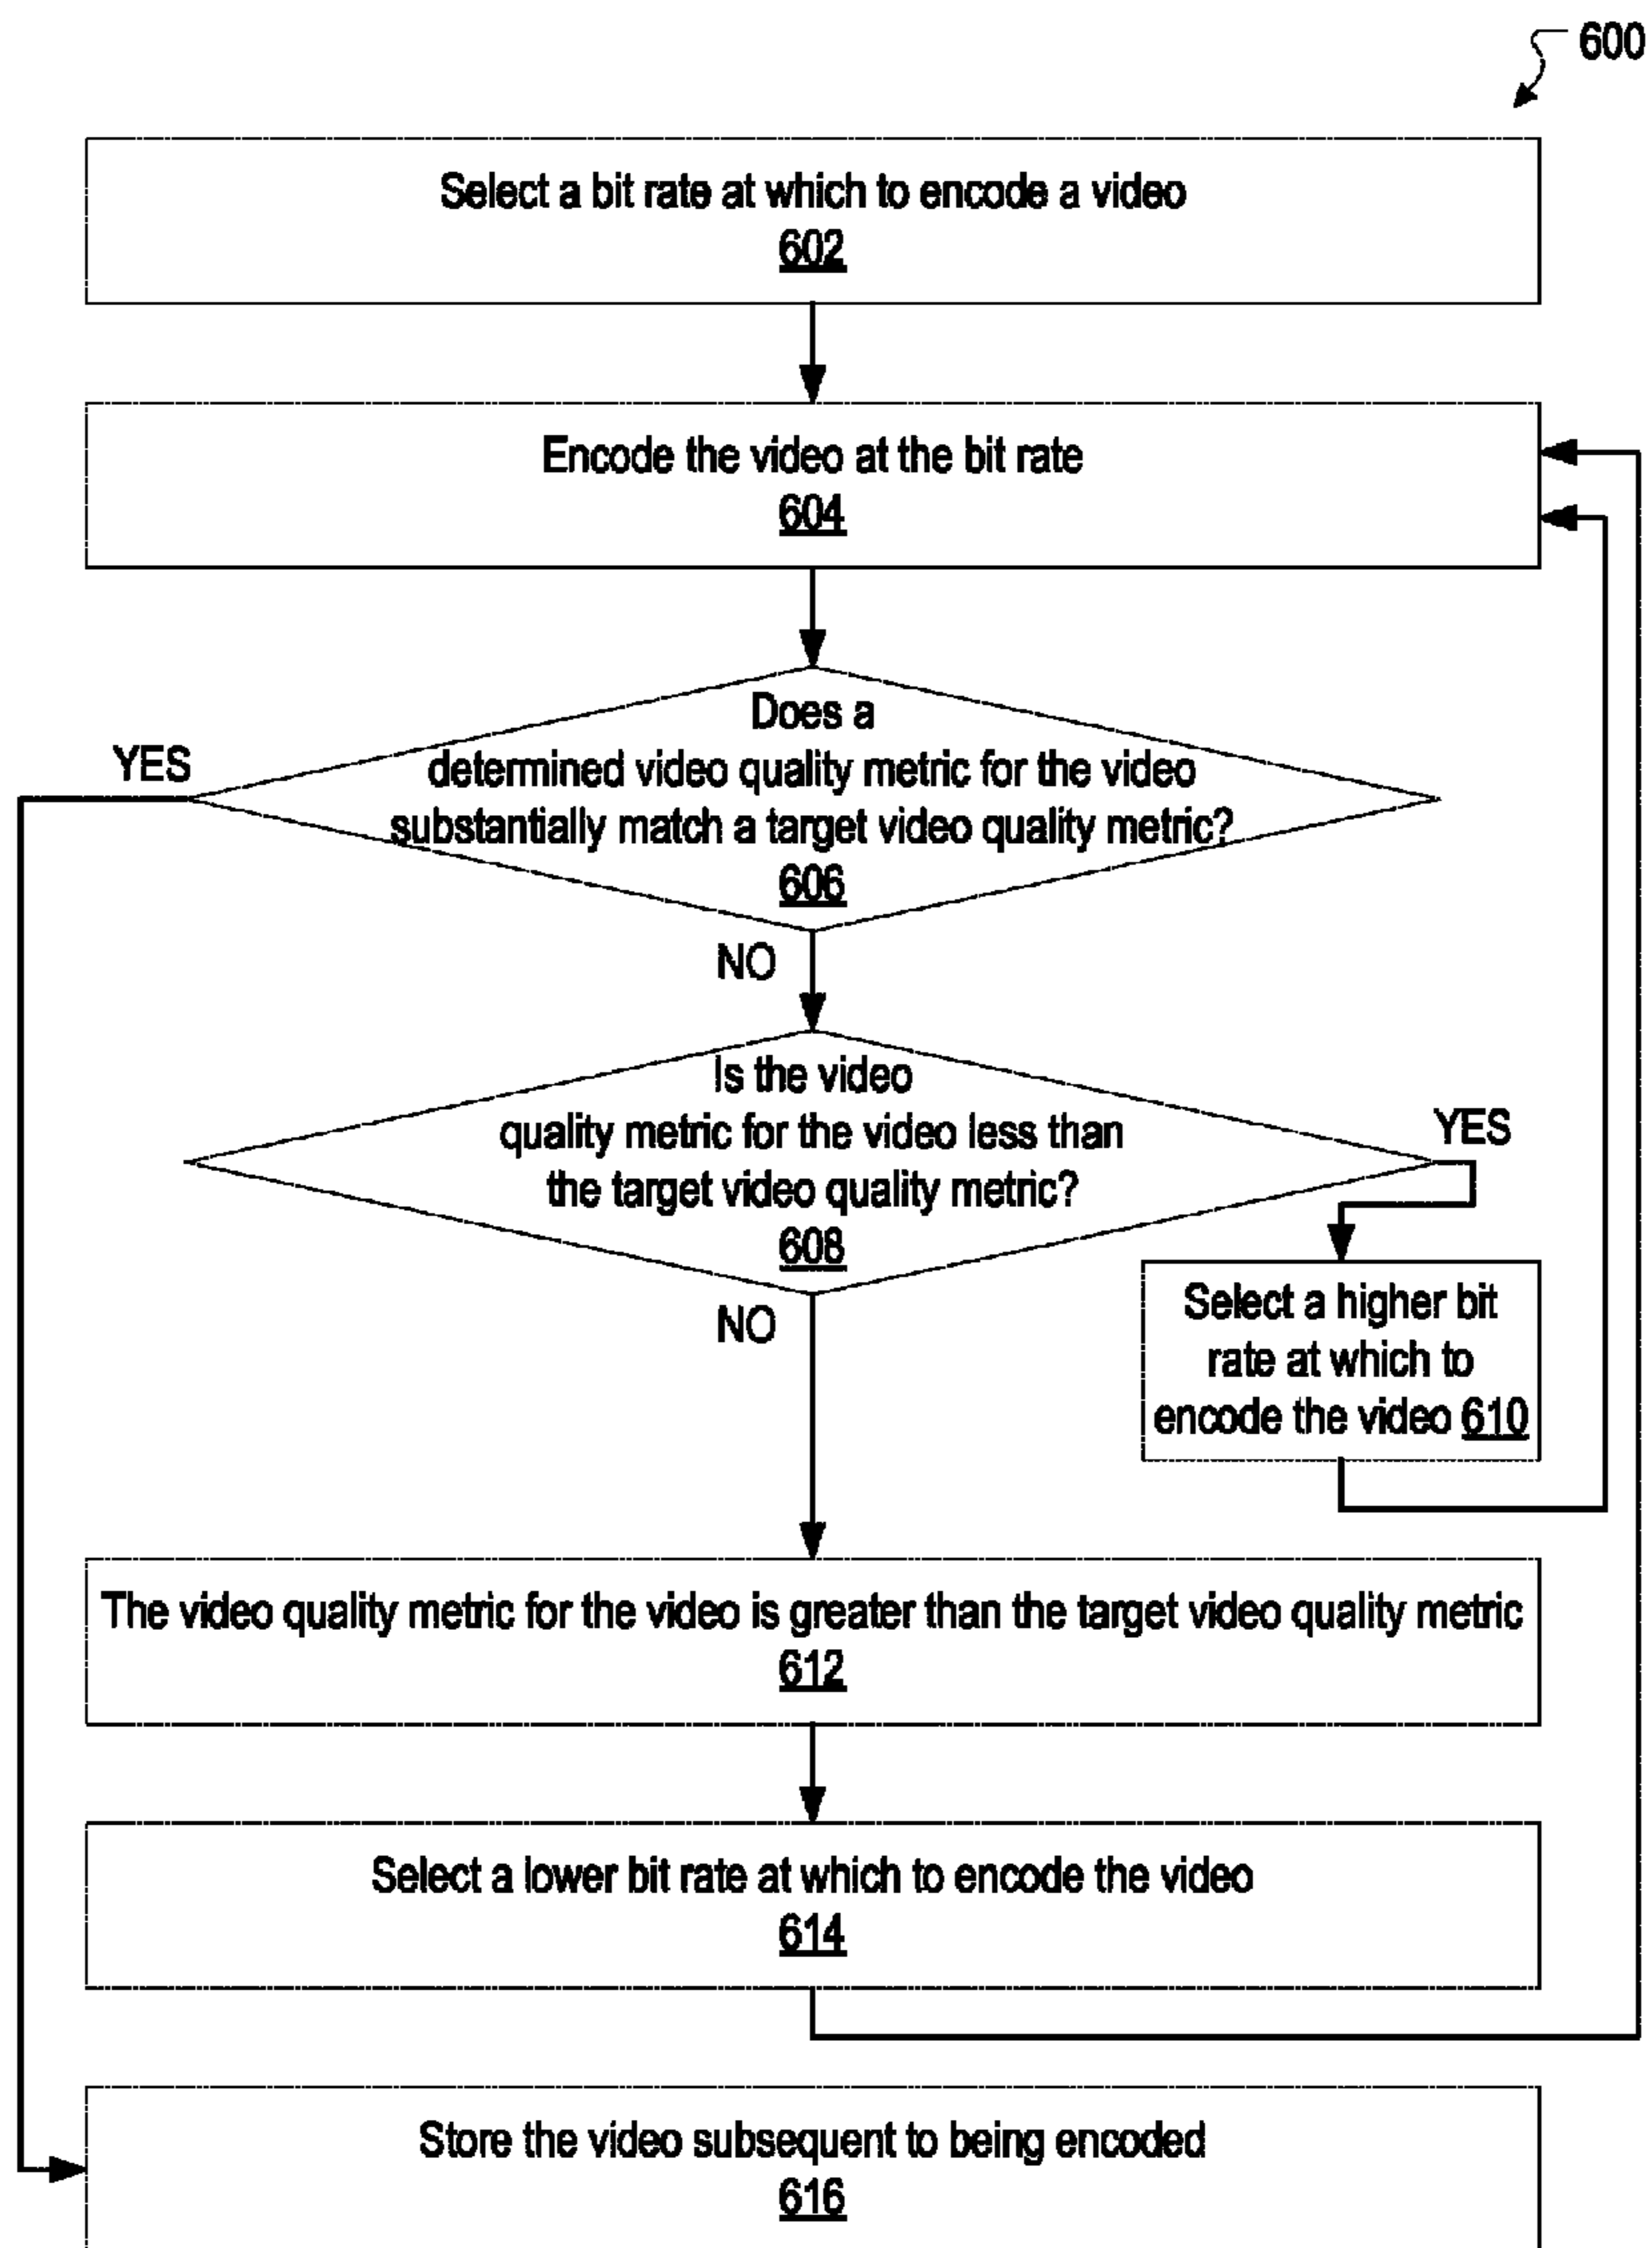 600
Select a bit rate at which to encode a video
602
Encode the video at the bit rate
604
Does a
determined video quality metric for the video
substantially match a target video quality metric?
606
YES
NO
Is the video
quality metric for the video less than
the target video quality metric?
608
YES
NO
Select a higher bit
rate at which to
encode the video 610
The video quality metric for the video is greater than the target video quality metric
612
Select a lower bit rate at which to encode the video
614
Store the video subsequent to being encoded
616